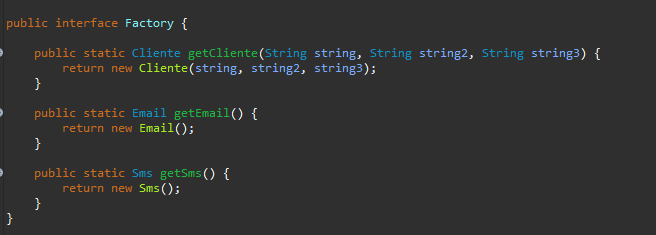 public interface Factory {
public static Cliente getCliente(String string, String string2, String string3) {
return new Cliente(string, string2, string3);
}
public static Email getEmail() {
return new Email();
}
public static Sms getSms() {
return new Sms();
}
}